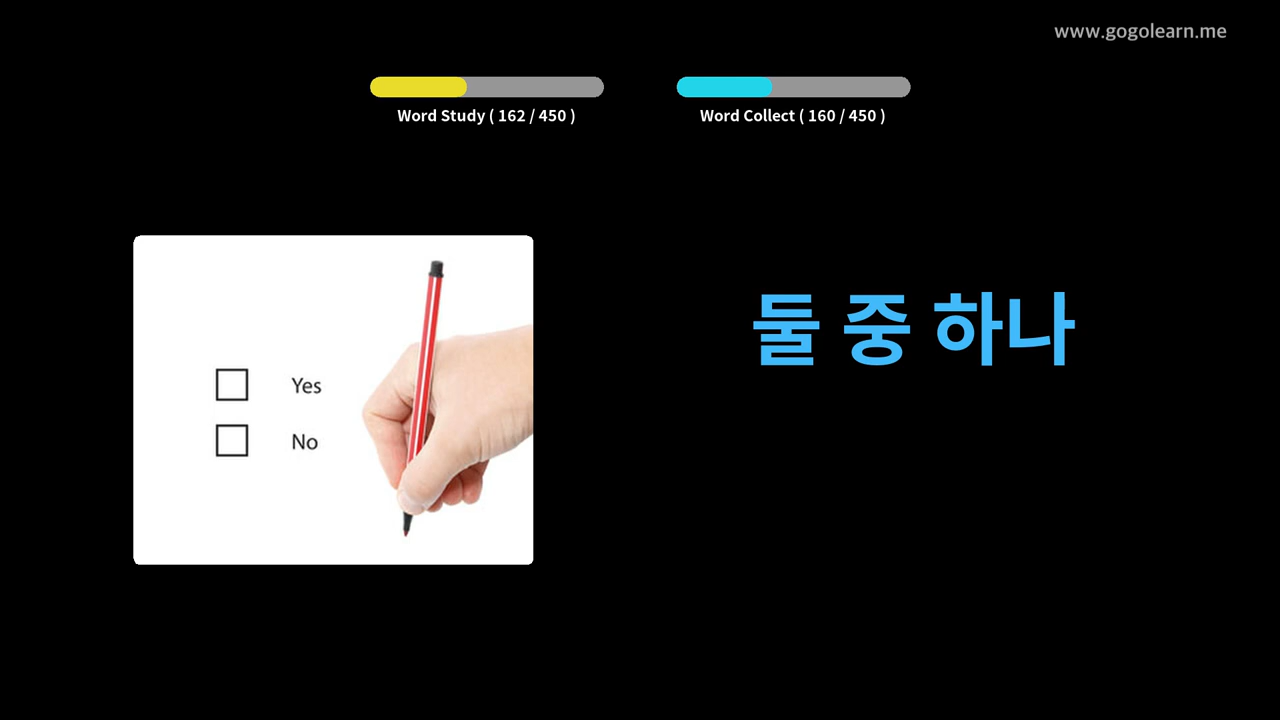 www.gogolearn.me
Word Study ( 162 / 450 )
Word Collect ( 160 / 450 )
둘 중 하나
Yes
No